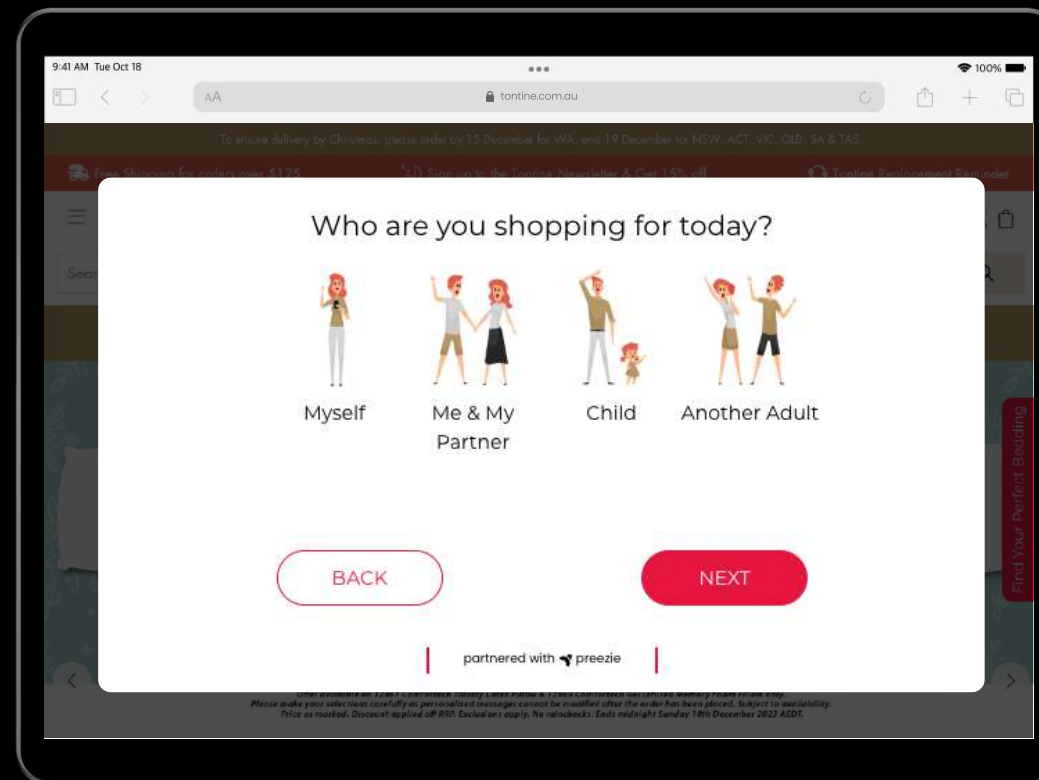 9:41 AM Tue Oct 18
100%
AA
tontine.com.au
To ensure delivery by Christmas, please order by 15 December for WA, and 19 December for NSW, ACT, VIC, QLD, SA & TAS.
Free Shipping for orders over $125
Sign up to the Tontine Newsletter & Get 15% off
Tontine Replacement Reminder
Sear
Who are you shopping for today?
Myself
Me & My
Partner
Child
Another Adult
Find Your Perfect Bedding
BACK
NEXT
partnered with preezie
Please make your selections carefully as personalised messages cannot be modified after the order has been placed. Subject to availability.
Price as marked. Discount applied off RRP. Exclusions apply. No rainchecks. Ends midnight Sunday 10th December 2023 AEDT.